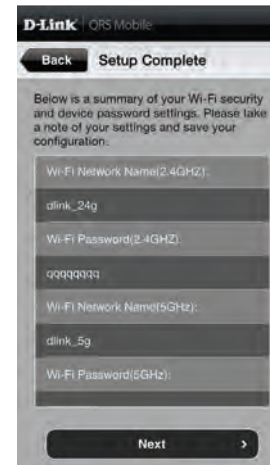 D-Link QRS Mobile
Back Setup Complete
Below is a summary of your Wi-Fi security
and device password settings. Please take
a note of your settings and save your
configuration.
Wi-Fi Network Name(2.4GHZ):
dlink_24g
Wi-Fi Password(2.4GHZ):
qqqqqqqq
Wi-Fi Network Name(5GHz):
dlink_5g
Wi-Fi Password(5GHz):
Next >